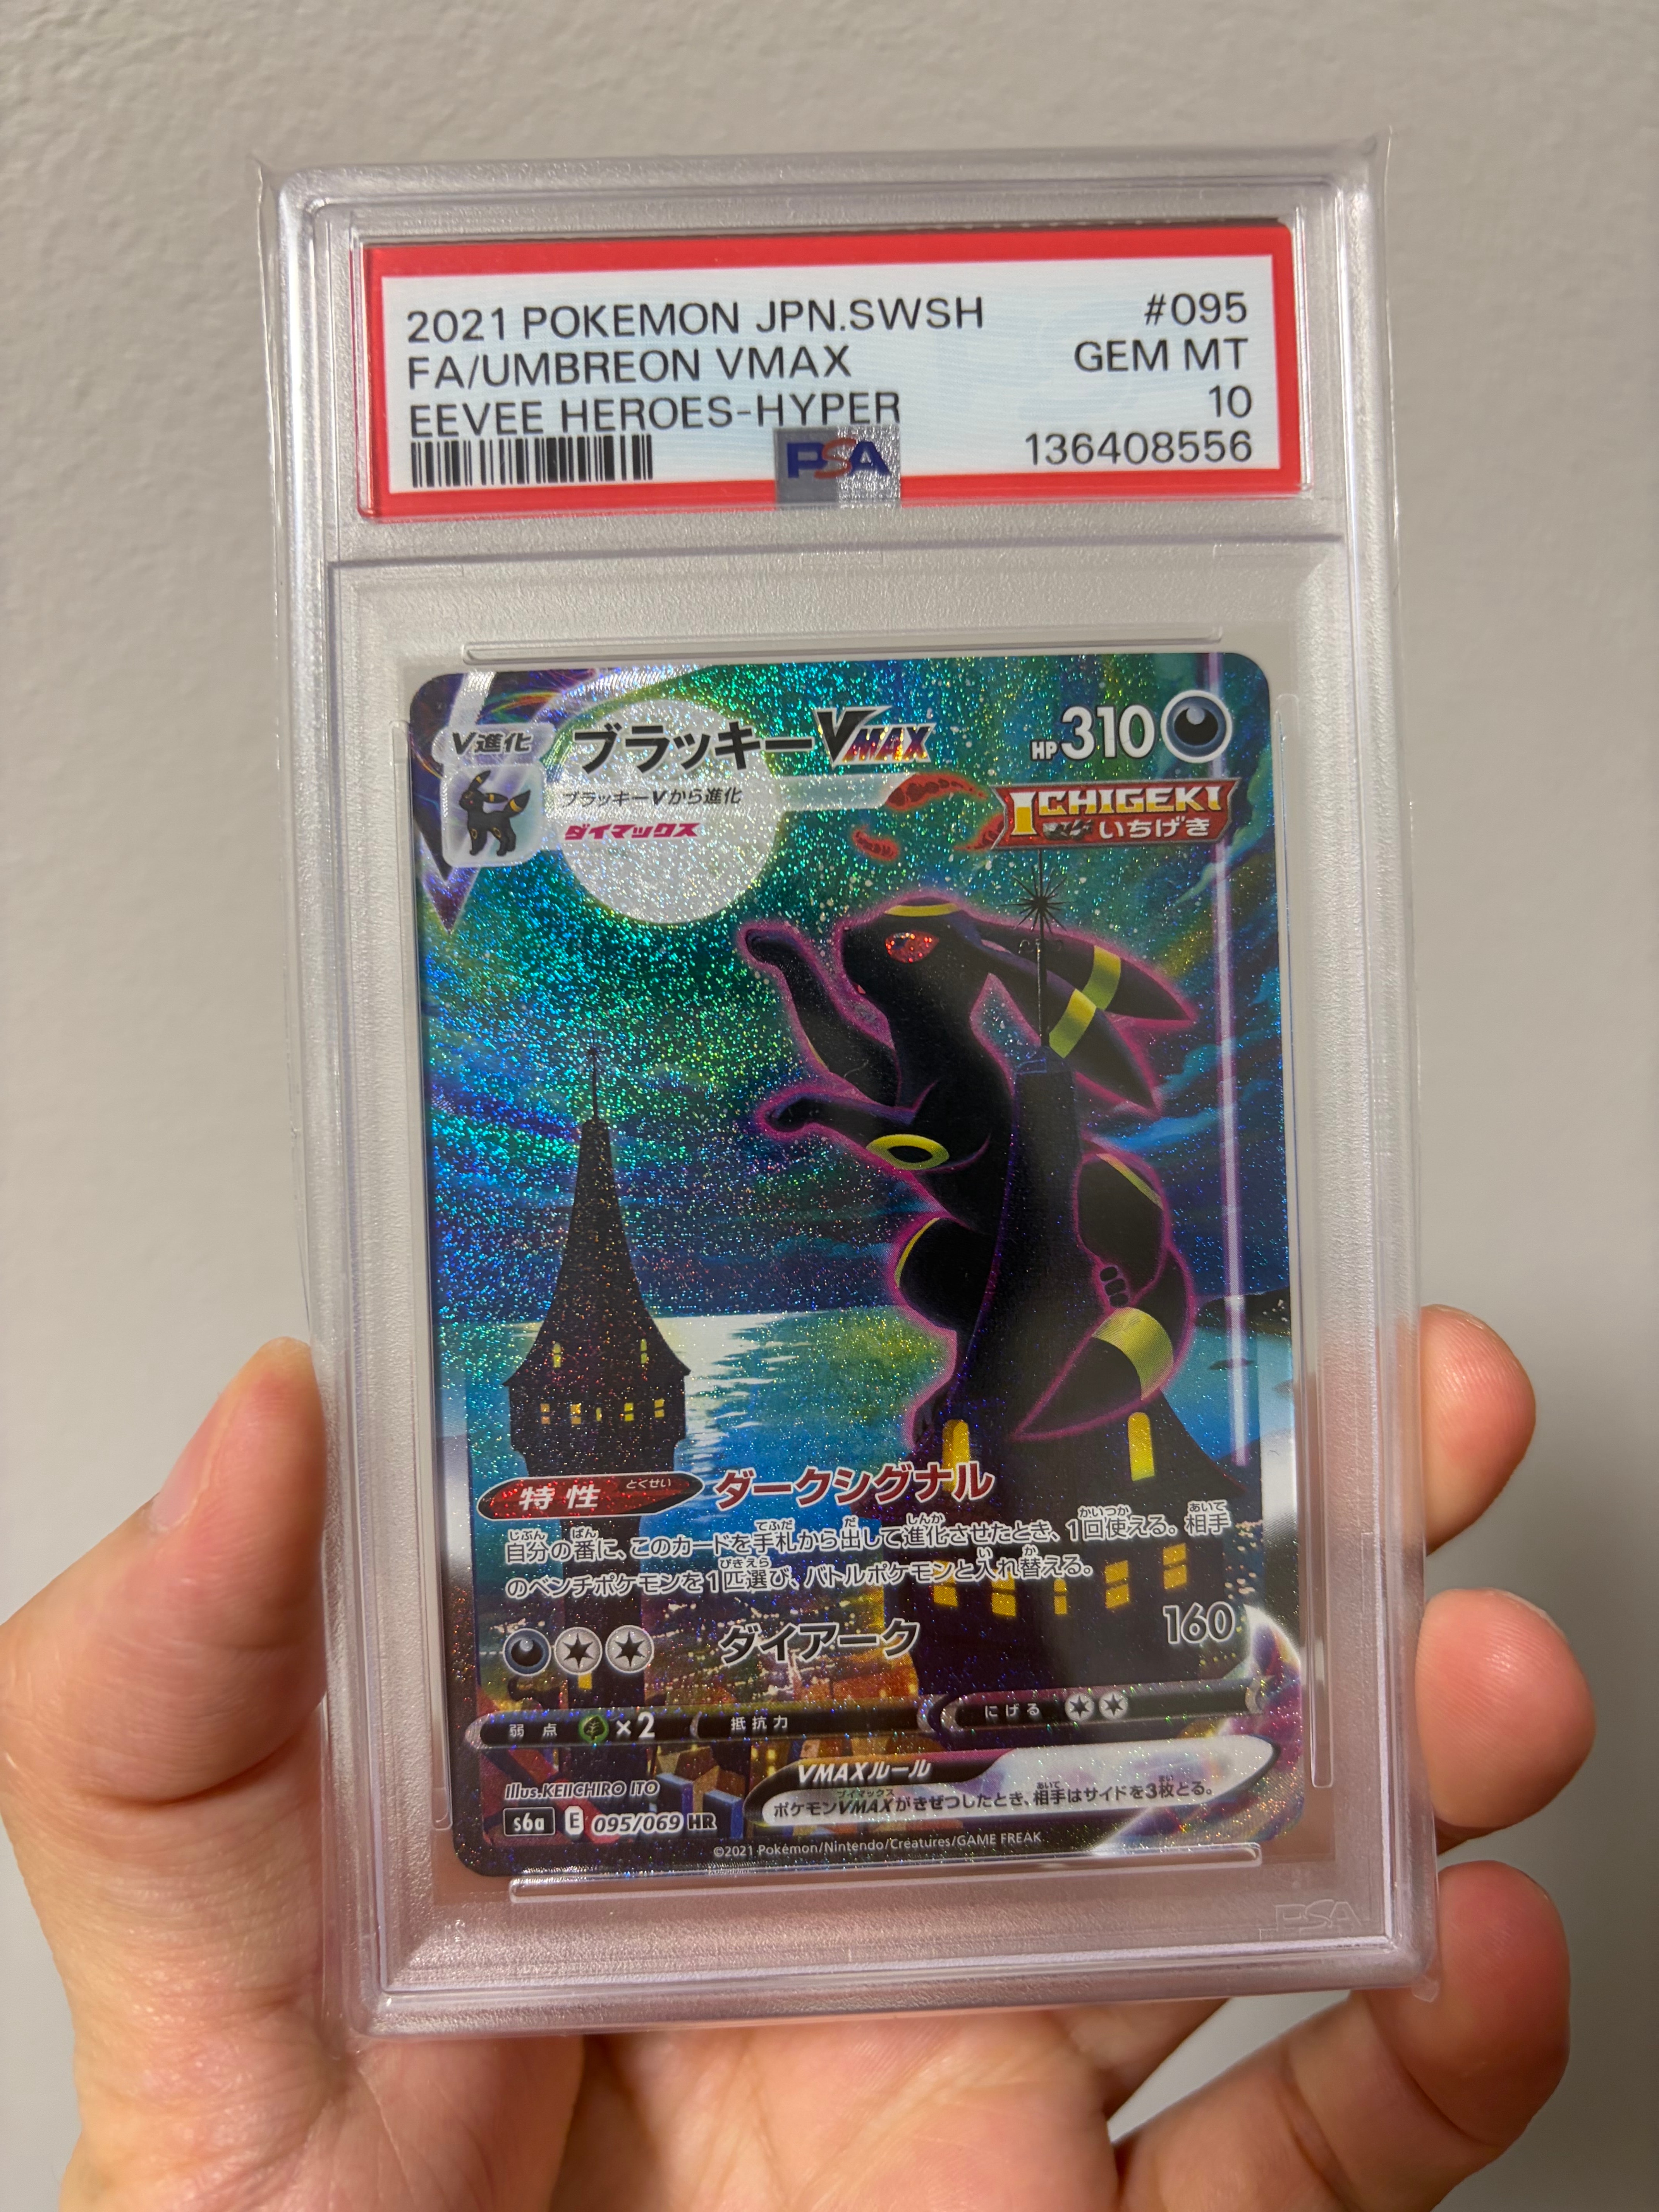 2021 POKEMON JPN.SWSH #095
FA/UMBREON VMAX GEM MT
EEVEE HEROES-HYPER 10
PSA 136408556
V進化 ブラッキーVMAX HP310
ブラッキーVから進化
ダイマックス
ICHIGEKI
いちげき
特性 とくせい ダークシグナル
自分の番に、このカードを手札から出して進化させたとき、1回使える。相手
のベンチポケモンを1匹選び、バトルポケモンと入れ替える。
ダイアーク 160
弱点 ×2 抵抗力 にげる
VMAXルール
ポケモンVMAXがきぜつしたとき、相手はサイドを3枚とる。
illus.KEIICHIRO ITO
s6a E 095/069 HR
©2021 Pokémon/Nintendo/Creatures/GAME FREAK
PSA